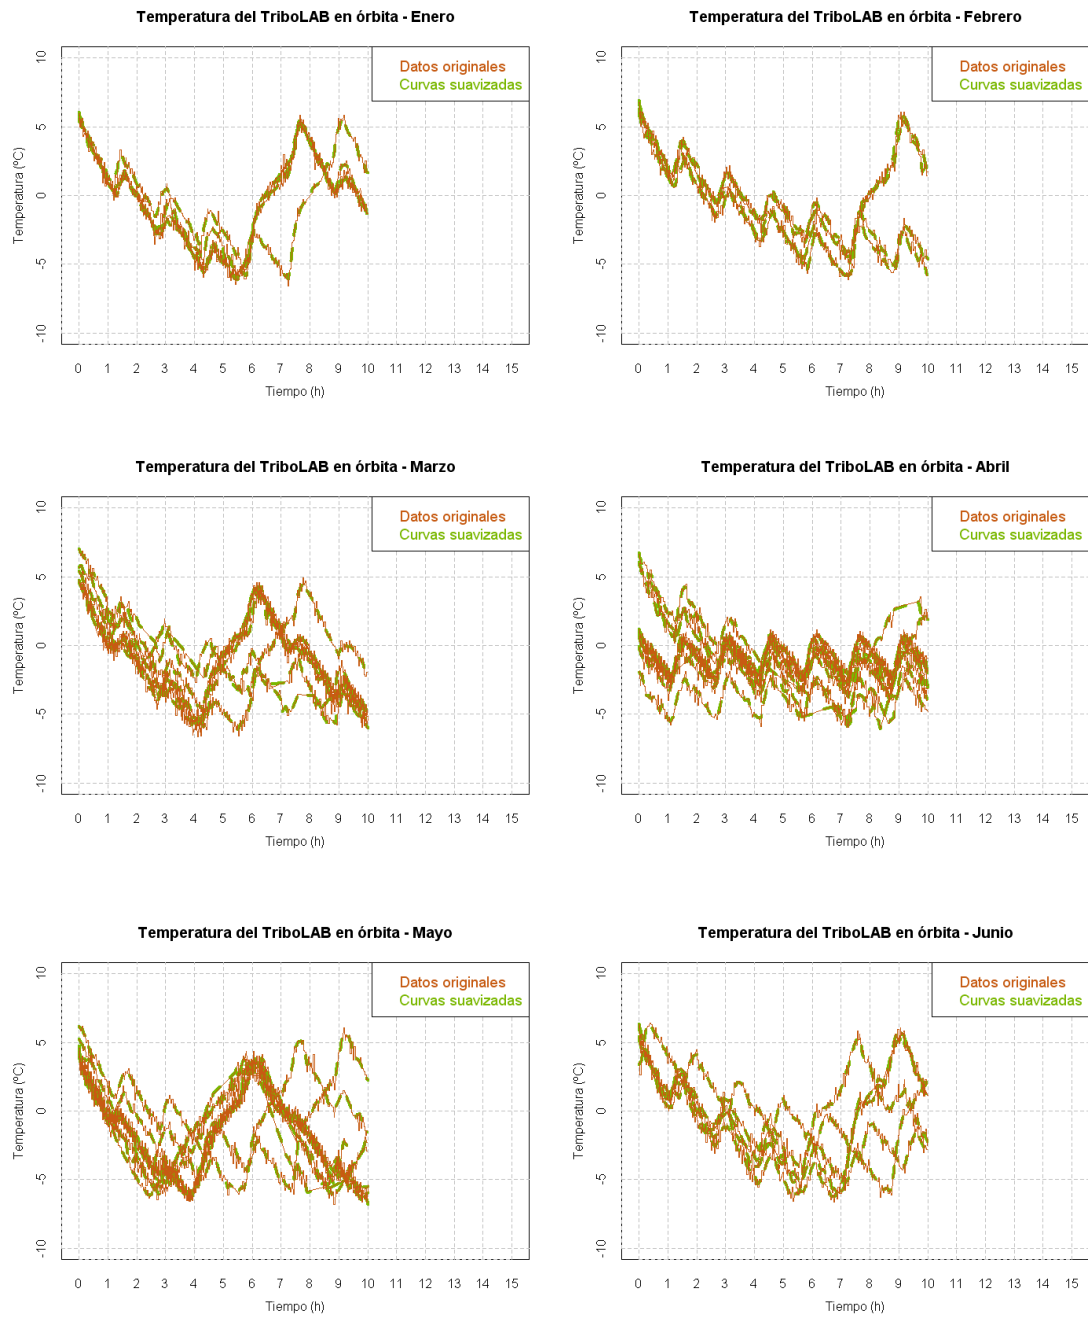 Temperatura del TriboLAB en órbita - Enero
Datos originales
Curvas suavizadas
Temperatura (ºC)
10
5
0
-5
-10
0 1 2 3 4 5 6 7 8 9 10 11 12 13 14 15
Tiempo (h)
Temperatura del TriboLAB en órbita - Febrero
Datos originales
Curvas suavizadas
Temperatura (ºC)
10
5
0
-5
-10
0 1 2 3 4 5 6 7 8 9 10 11 12 13 14 15
Tiempo (h)
Temperatura del TriboLAB en órbita - Marzo
Datos originales
Curvas suavizadas
Temperatura (ºC)
10
5
0
-5
-10
0 1 2 3 4 5 6 7 8 9 10 11 12 13 14 15
Tiempo (h)
Temperatura del TriboLAB en órbita - Abril
Datos originales
Curvas suavizadas
Temperatura (ºC)
10
5
0
-5
-10
0 1 2 3 4 5 6 7 8 9 10 11 12 13 14 15
Tiempo (h)
Temperatura del TriboLAB en órbita - Mayo
Datos originales
Curvas suavizadas
Temperatura (ºC)
10
5
0
-5
-10
0 1 2 3 4 5 6 7 8 9 10 11 12 13 14 15
Tiempo (h)
Temperatura del TriboLAB en órbita - Junio
Datos originales
Curvas suavizadas
Temperatura (ºC)
10
5
0
-5
-10
0 1 2 3 4 5 6 7 8 9 10 11 12 13 14 15
Tiempo (h)